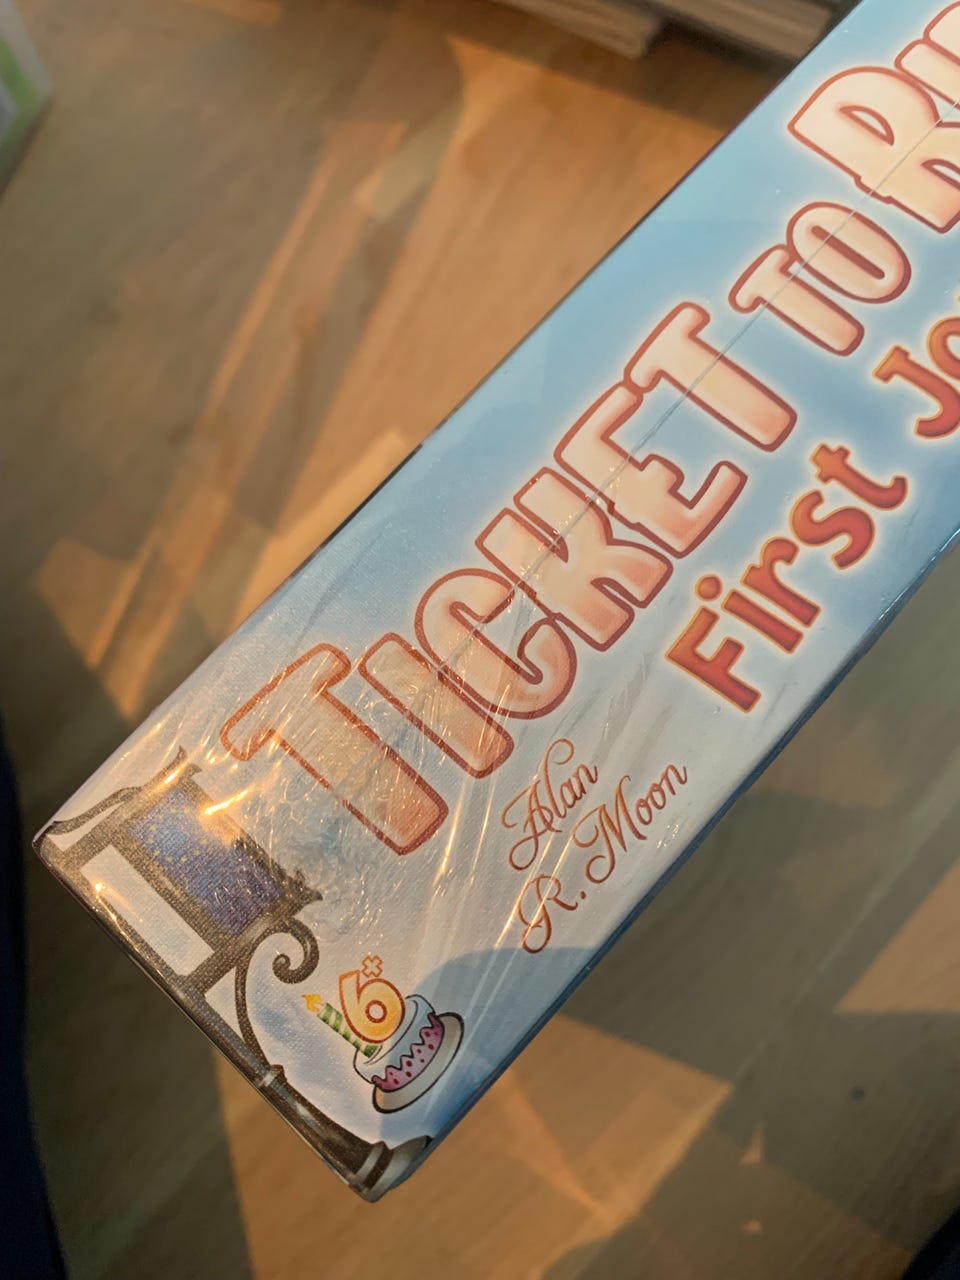 TICKET TO
First
Alan
R. Moon
6+